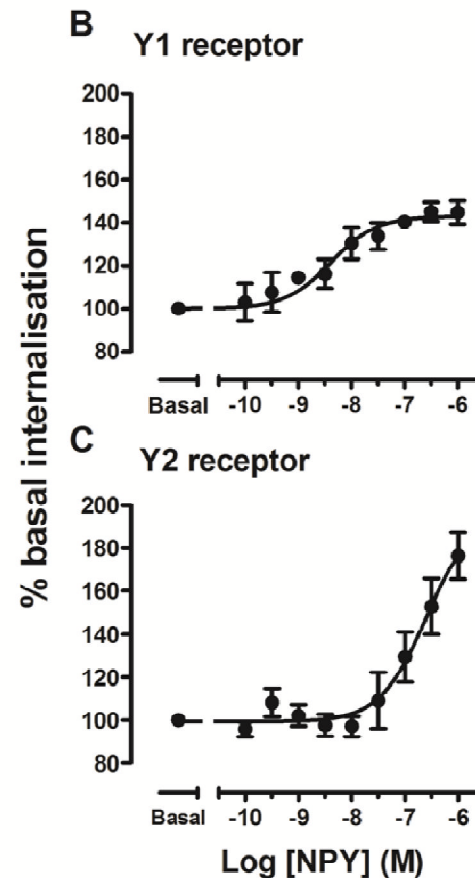 B
Y1 receptor
200
180
160
140
120
100
80
Basal -10 -9 -8 -7 -6
% basal internalisation
C
Y2 receptor
200
180
160
140
120
100
80
Basal -10 -9 -8 -7 -6
Log [NPY] (M)